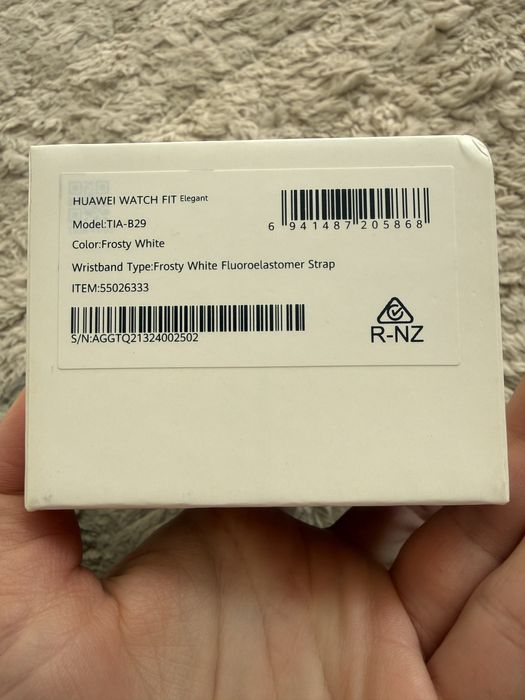 HUAWEI WATCH FIT Elegant
Model:TIA-B29
Color:Frosty White
Wristband Type:Frosty White Fluoroelastomer Strap
ITEM:55026333
S/N:AGGTQ21324002502
6 941487 205868
R-NZ